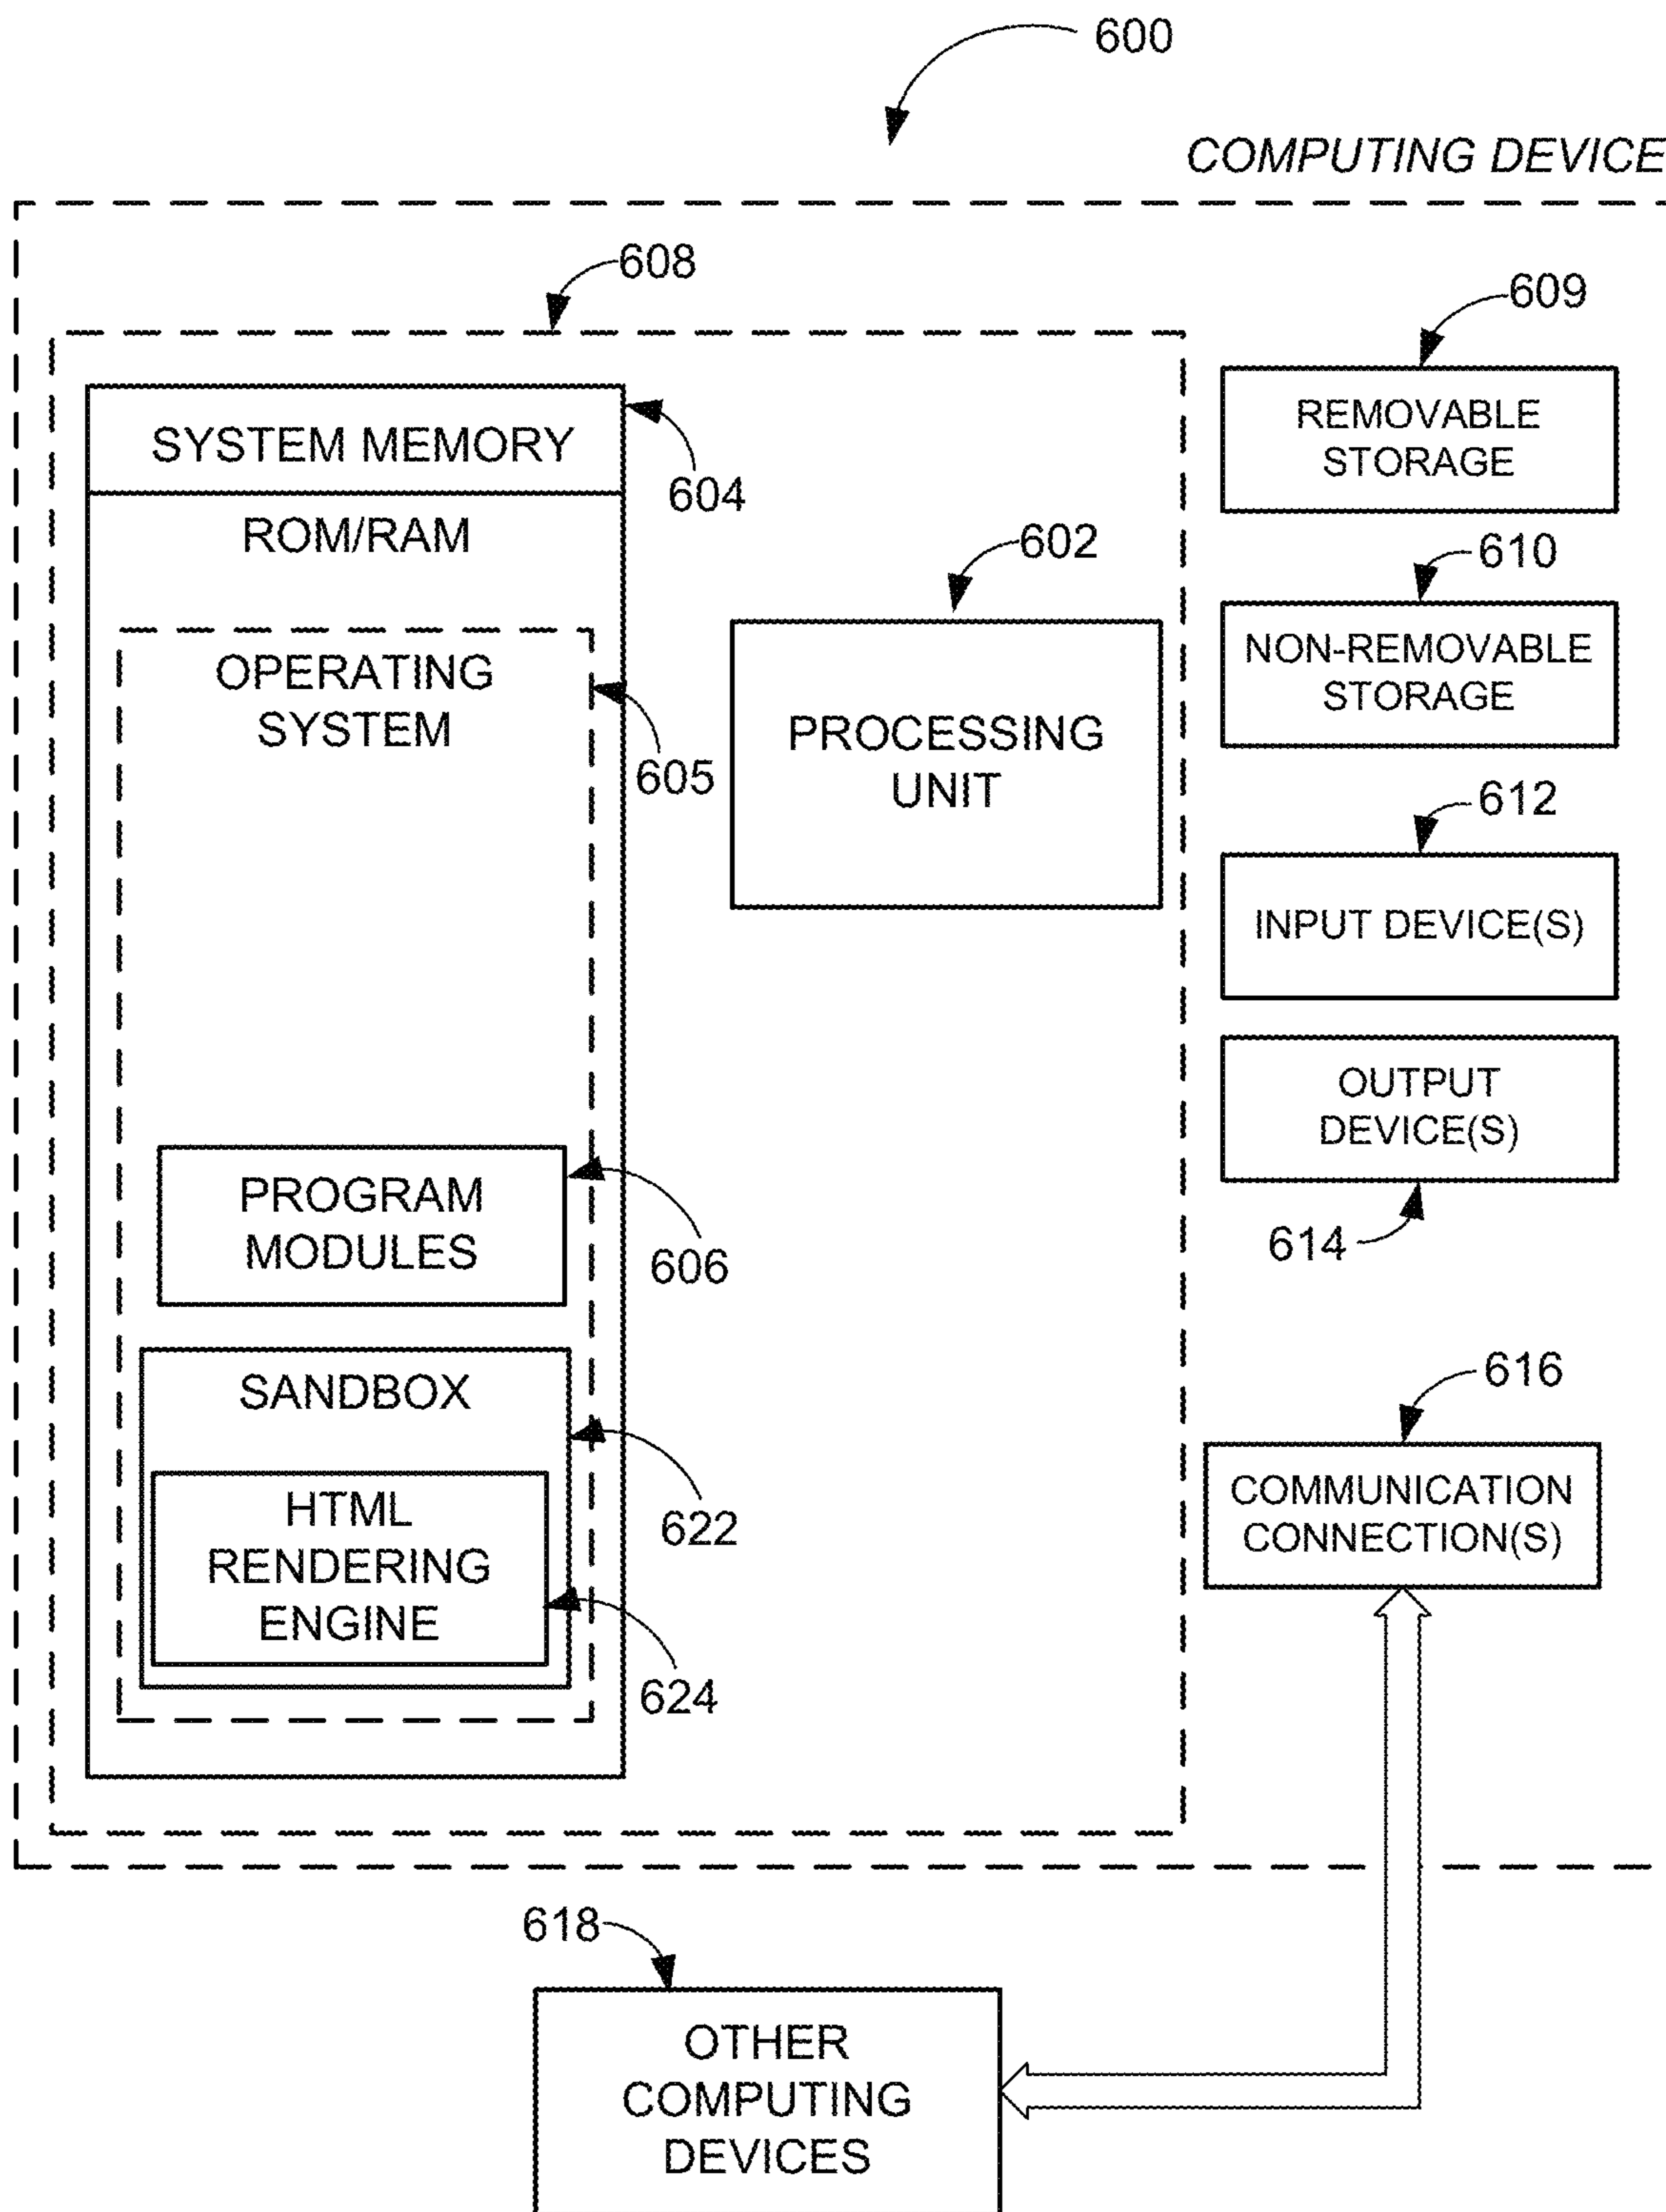 600
COMPUTING DEVICE
608
609
SYSTEM MEMORY
604
REMOVABLE
STORAGE
ROM/RAM
602
610
OPERATING
SYSTEM
605
PROCESSING
UNIT
NON-REMOVABLE
STORAGE
612
INPUT DEVICE(S)
OUTPUT
DEVICE(S)
614
PROGRAM
MODULES
606
SANDBOX
622
616
HTML
RENDERING
ENGINE
624
COMMUNICATION
CONNECTION(S)
618
OTHER
COMPUTING
DEVICES